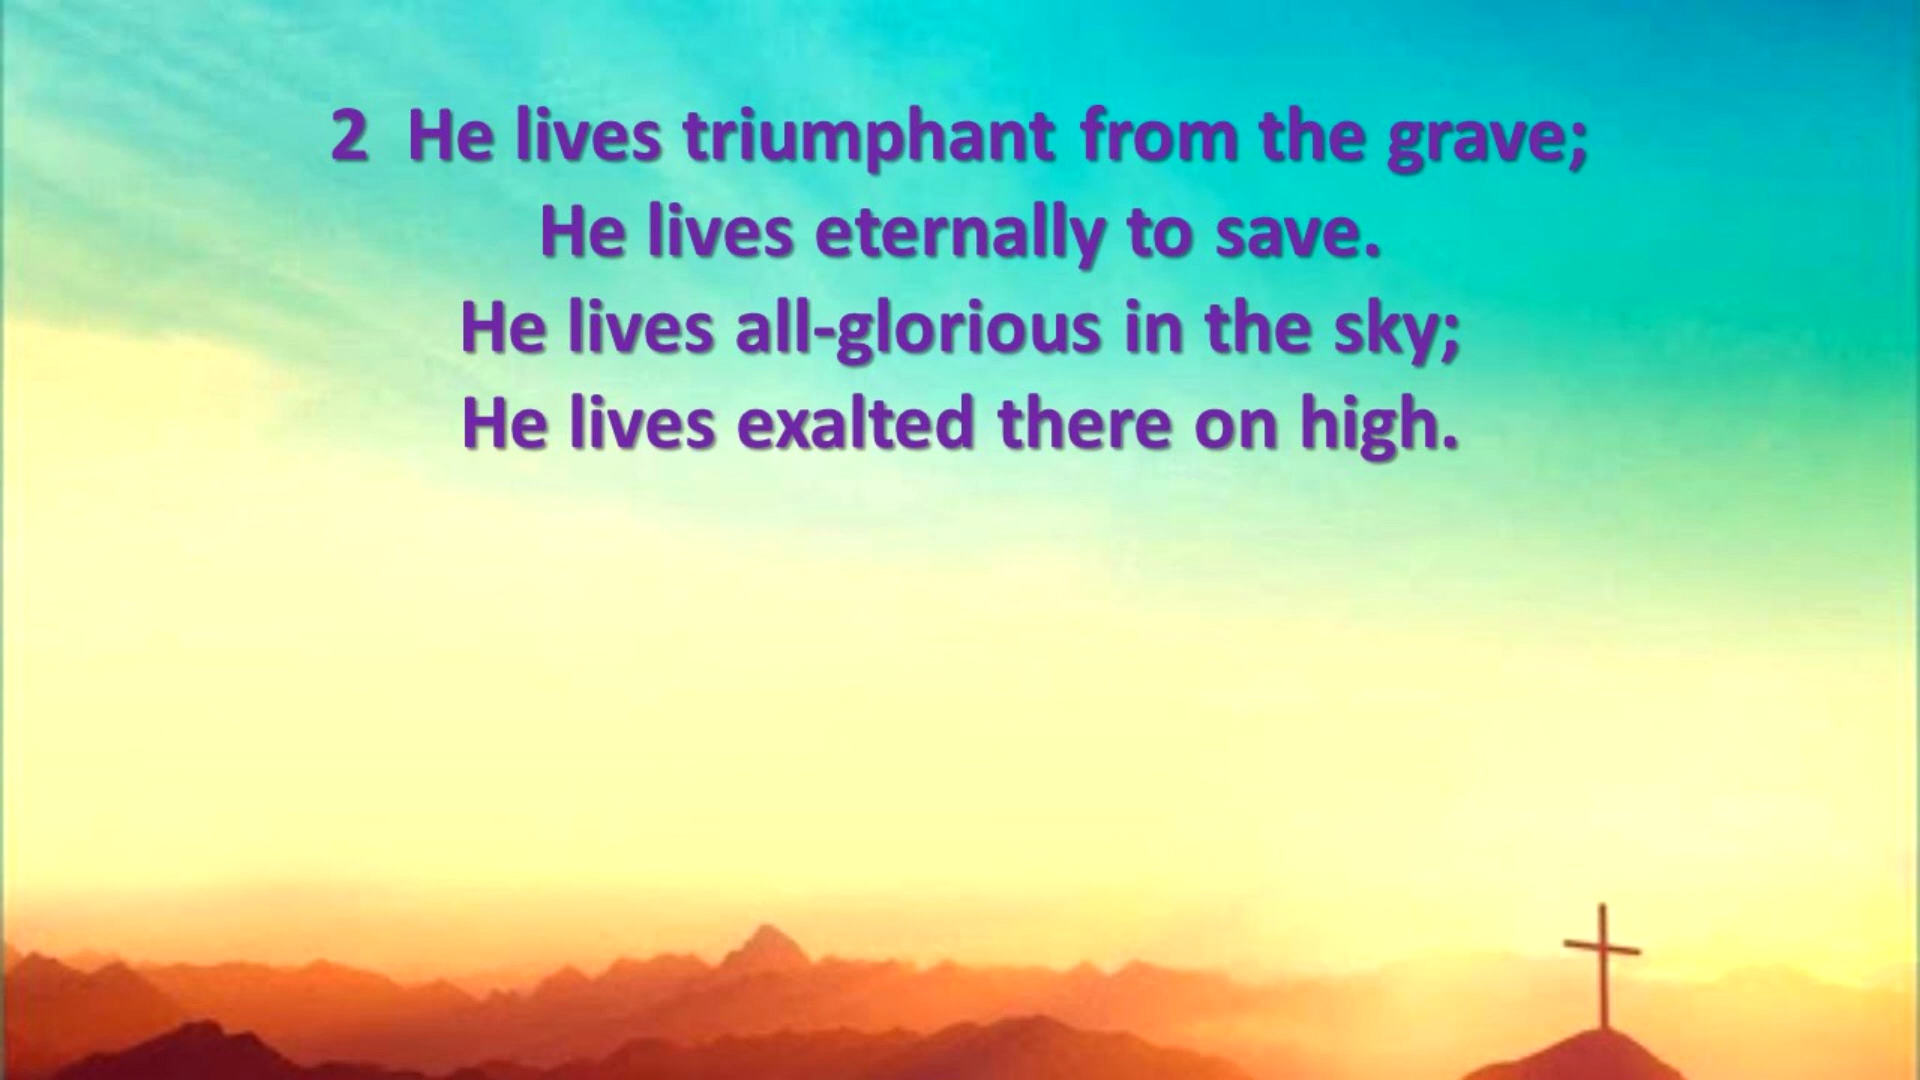 2 He lives triumphant from the grave;
He lives eternally to save.
He lives all-glorious in the sky;
He lives exalted there on high.